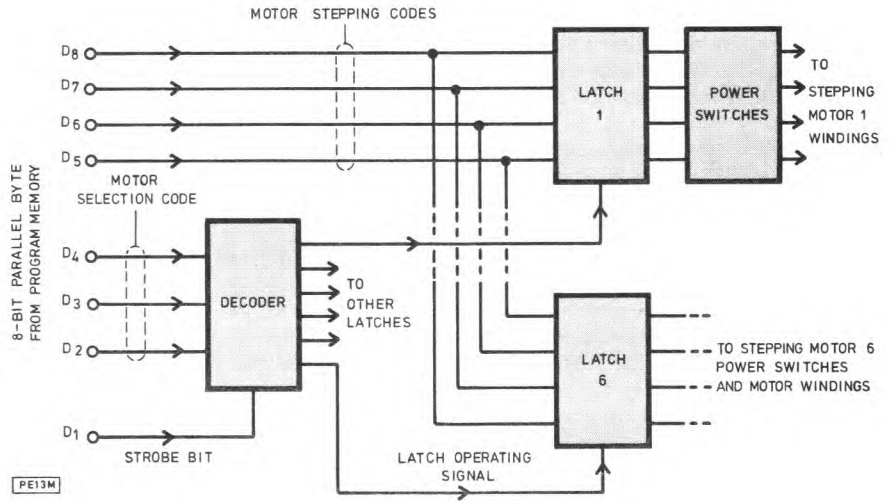 MOTOR STEPPING CODES
D8
D7
D6
D5
LATCH
1
POWER
SWITCHES
TO
STEPPING
MOTOR 1
WINDINGS
8-BIT PARALLEL BYTE
FROM PROGRAM MEMORY
MOTOR
SELECTION CODE
D4
D3
D2
DECODER
TO
OTHER
LATCHES
LATCH
6
TO STEPPING MOTOR 6
POWER SWITCHES
AND MOTOR WINDINGS
D1
STROBE BIT
LATCH OPERATING
SIGNAL
PE13M